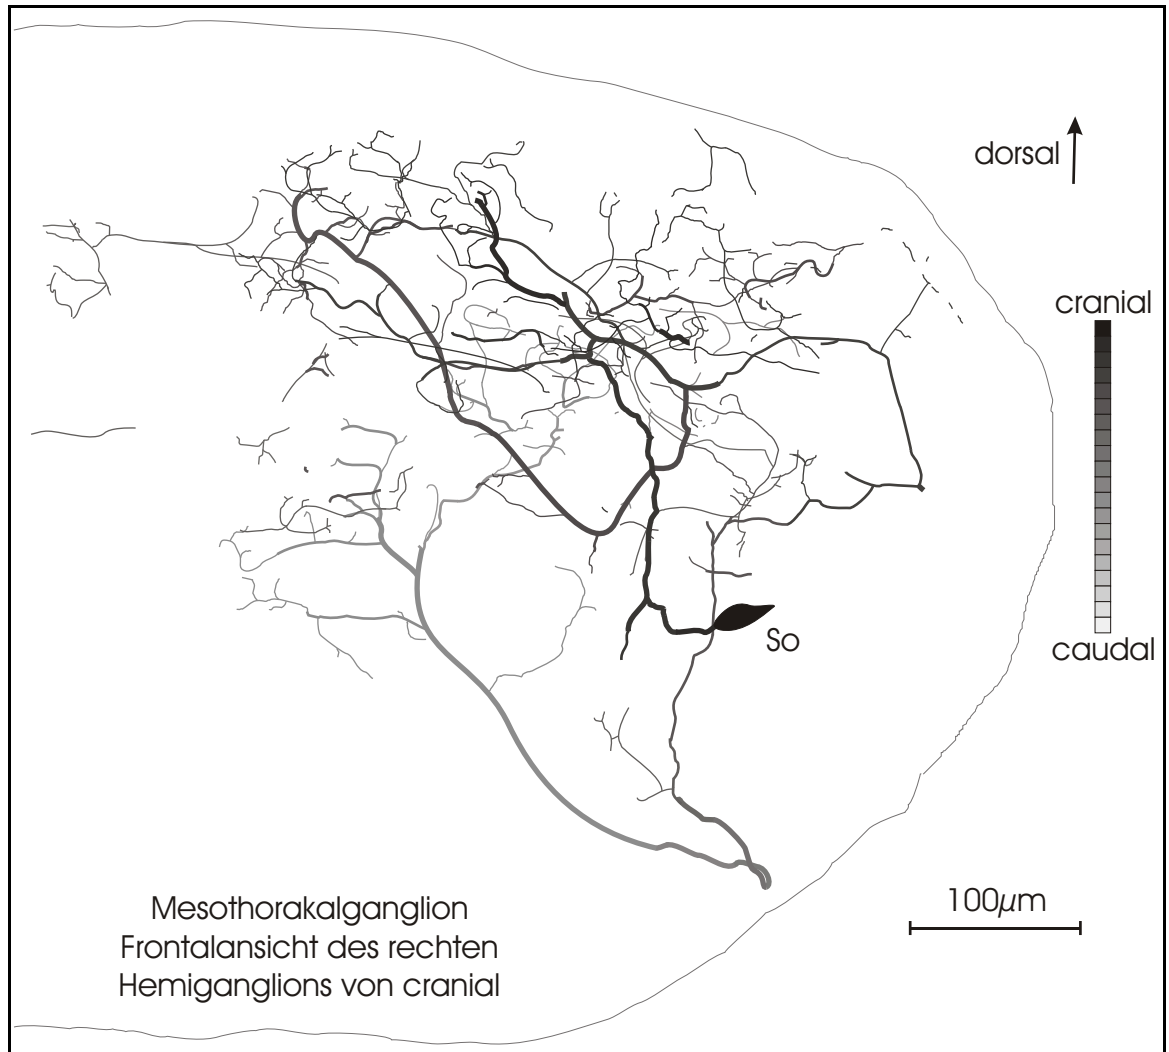 dorsal
cranial
caudal
So
100µm
Mesothorakalganglion
Frontalansicht des rechten
Hemiganglions von cranial